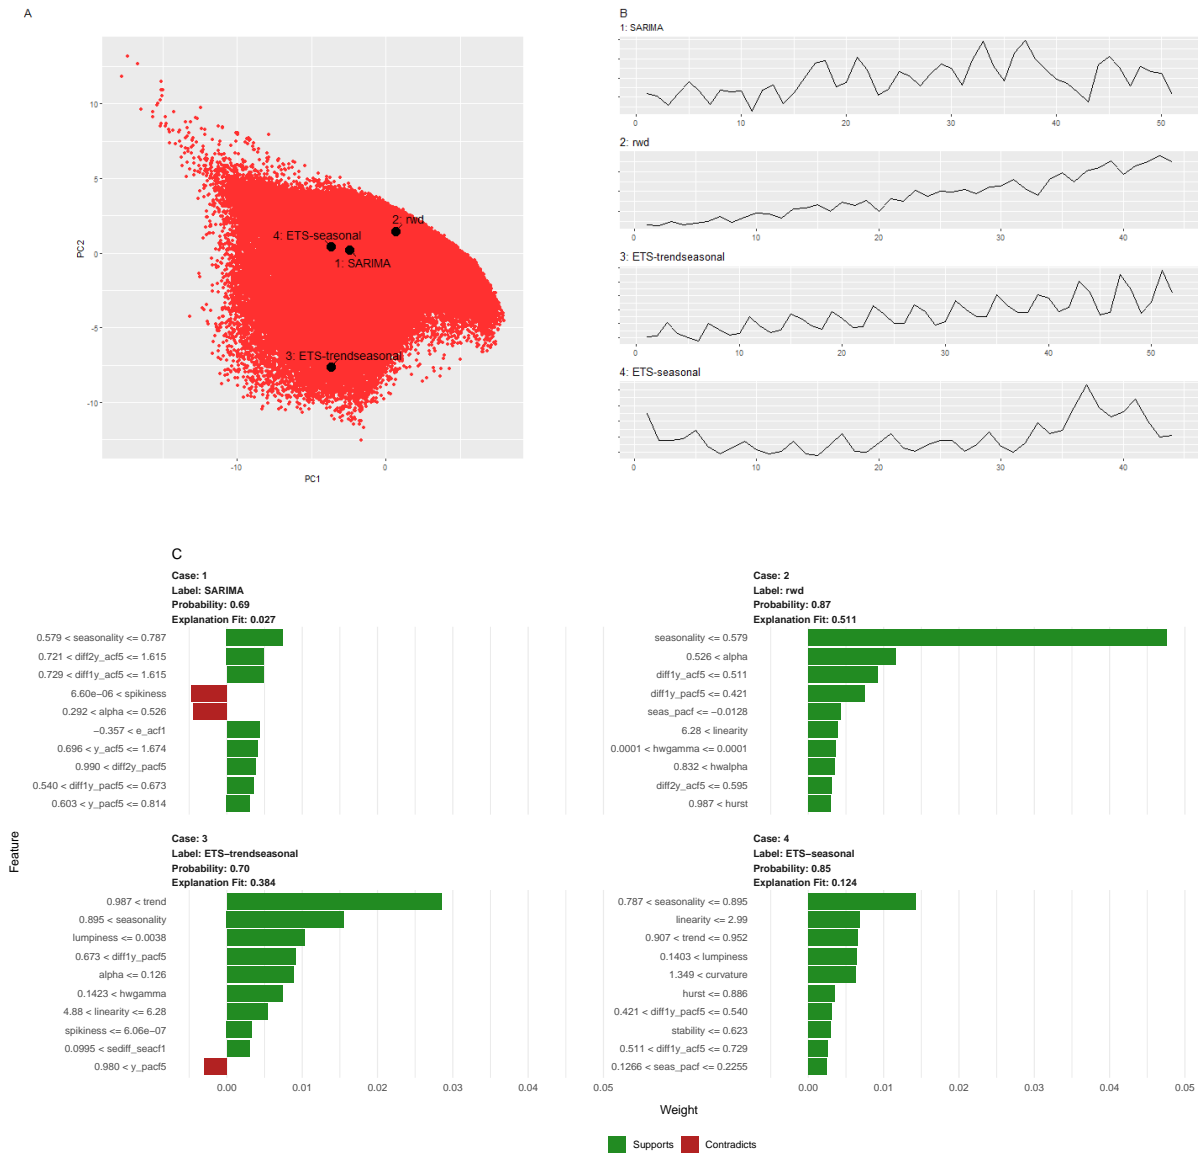 A
10
5
0
-5
-10
PC2
-10
0
PC1
2: rwd
4: ETS-seasonal
1: SARIMA
3: ETS-trendseasonal
B
1: SARIMA
0 10 20 30 40 50
2: rwd
0 10 20 30 40
3: ETS-trendseasonal
0 10 20 30 40 50
4: ETS-seasonal
0 10 20 30 40
C
Case: 1
Label: SARIMA
Probability: 0.69
Explanation Fit: 0.027
0.579 < seasonality <= 0.787
0.721 < diff2y_acf5 <= 1.615
0.729 < diff1y_acf5 <= 1.615
6.60e−06 < spikiness
0.292 < alpha <= 0.526
−0.357 < e_acf1
0.696 < y_acf5 <= 1.674
0.990 < diff2y_pacf5
0.540 < diff1y_pacf5 <= 0.673
0.603 < y_pacf5 <= 0.814
Case: 2
Label: rwd
Probability: 0.87
Explanation Fit: 0.511
seasonality <= 0.579
0.526 < alpha
diff1y_acf5 <= 0.511
diff1y_pacf5 <= 0.421
seas_pacf <= −0.0128
6.28 < linearity
0.0001 < hwgamma <= 0.0001
0.832 < hwalpha
diff2y_acf5 <= 0.595
0.987 < hurst
Case: 3
Label: ETS−trendseasonal
Probability: 0.70
Explanation Fit: 0.384
0.987 < trend
0.895 < seasonality
lumpiness <= 0.0038
0.673 < diff1y_pacf5
alpha <= 0.126
0.1423 < hwgamma
4.88 < linearity <= 6.28
spikiness <= 6.06e−07
0.0995 < sediff_seacf1
0.980 < y_pacf5
0.00 0.01 0.02 0.03 0.04 0.05
Case: 4
Label: ETS−seasonal
Probability: 0.85
Explanation Fit: 0.124
0.787 < seasonality <= 0.895
linearity <= 2.99
0.907 < trend <= 0.952
0.1403 < lumpiness
1.349 < curvature
hurst <= 0.886
0.421 < diff1y_pacf5 <= 0.540
stability <= 0.623
0.511 < diff1y_acf5 <= 0.729
0.1266 < seas_pacf <= 0.2255
0.00 0.01 0.02 0.03 0.04 0.05
Feature
Weight
Supports
Contradicts